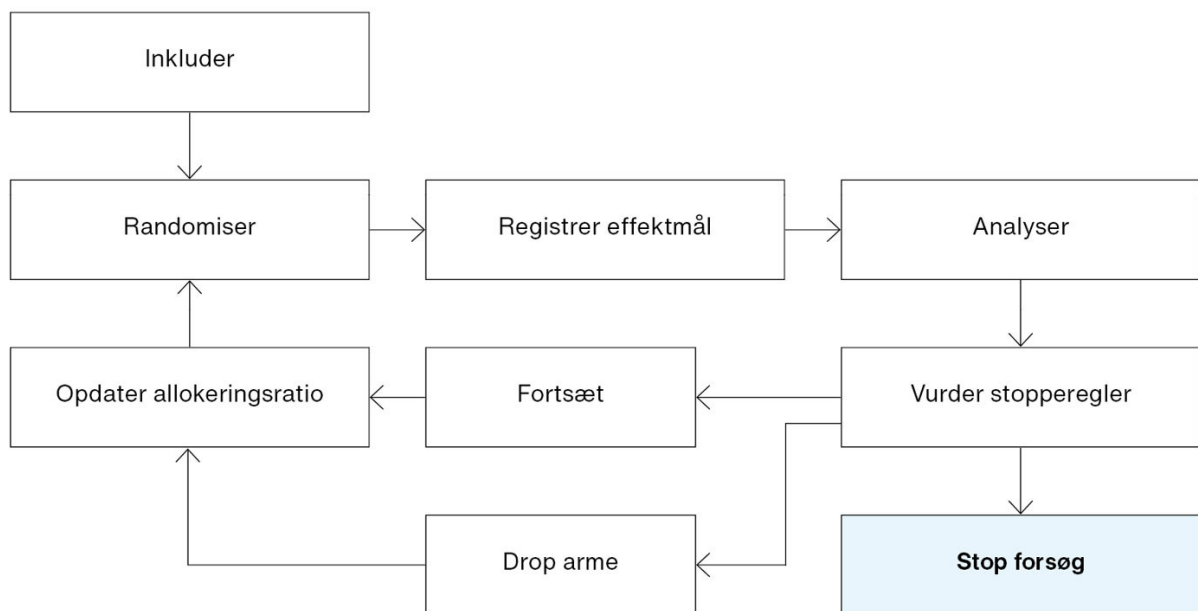 Inkluder
Randomiser
Registrer effektmål
Analyser
Opdater allokeringsratio
Fortsæt
Vurder stopperegler
Drop arme
Stop forsøg